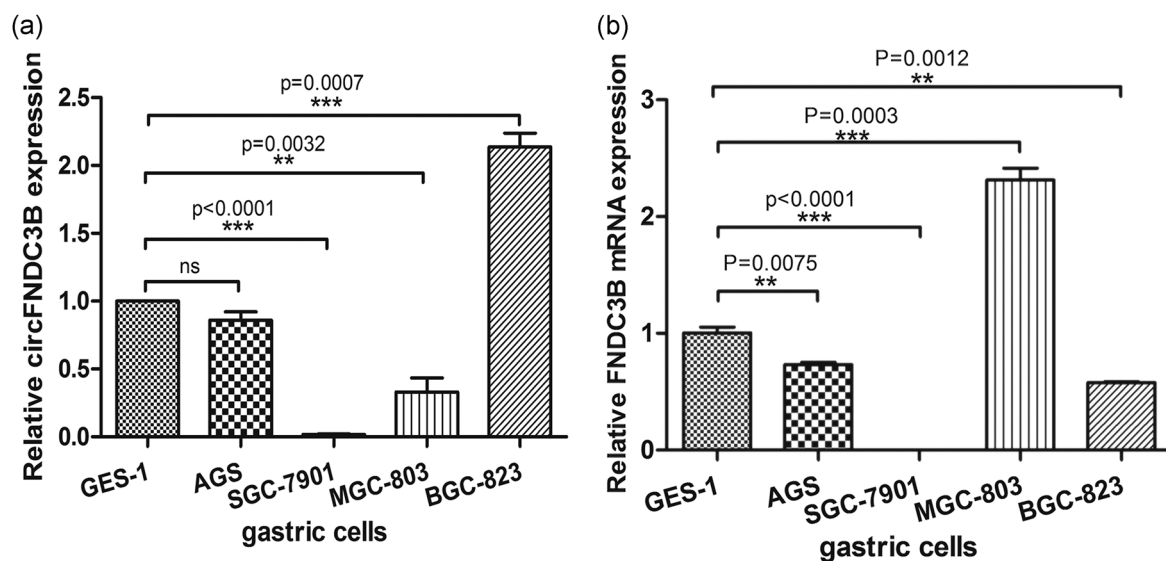 (a)
Relative circFNDC3B expression
2.5
2.0
1.5
1.0
0.5
0.0
p=0.0007
***
p=0.0032
**
p<0.0001
***
ns
GES-1
AGS
SGC-7901
MGC-803
BGC-823
gastric cells
(b)
Relative FNDC3B mRNA expression
3
2
1
0
P=0.0012
**
P=0.0003
***
p<0.0001
***
P=0.0075
**
GES-1
AGS
SGC-7901
MGC-803
BGC-823
gastric cells